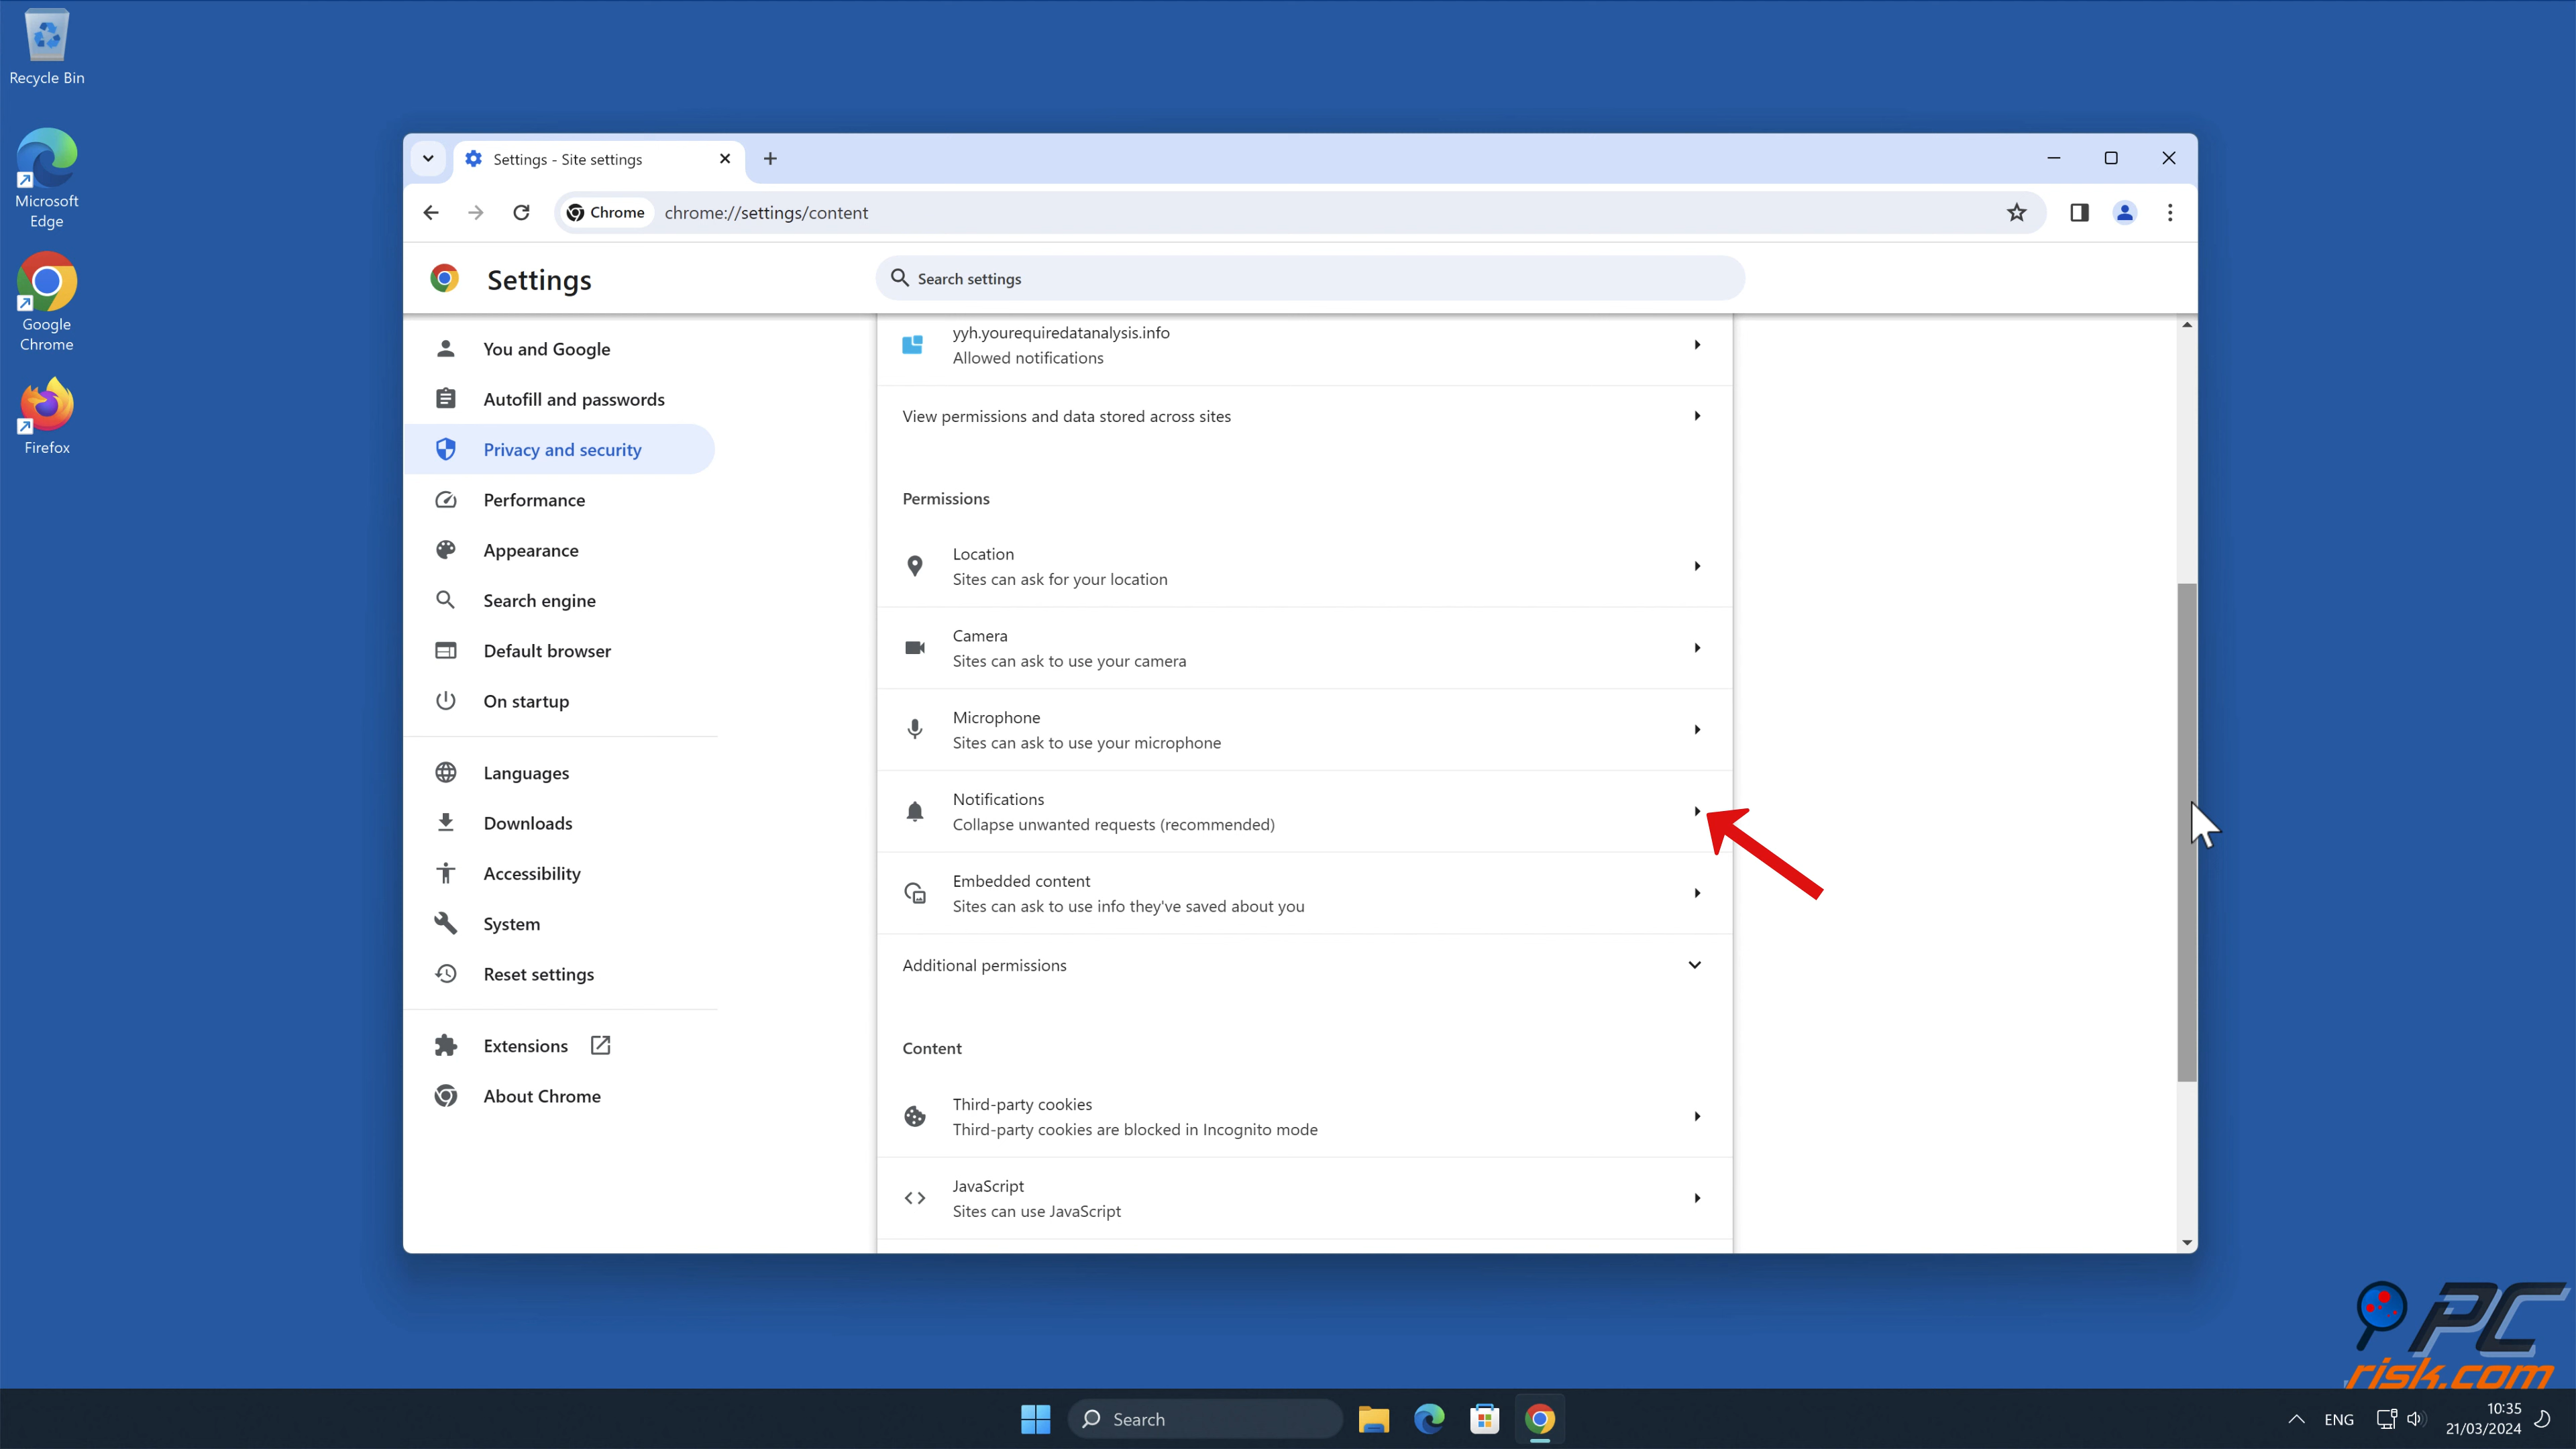 Recycle Bin
Microsoft
Edge
Google
Chrome
Firefox
Settings - Site settings
Chrome
chrome://settings/content
Settings
Search settings
You and Google
Autofill and passwords
Privacy and security
Performance
Appearance
Search engine
Default browser
On startup
Languages
Downloads
Accessibility
System
Reset settings
Extensions
About Chrome
yyh.yourequiredatanalysis.info
Allowed notifications
View permissions and data stored across sites
Permissions
Location
Sites can ask for your location
Camera
Sites can ask to use your camera
Microphone
Sites can ask to use your microphone
Notifications
Collapse unwanted requests (recommended)
Embedded content
Sites can ask to use info they've saved about you
Additional permissions
Content
Third-party cookies
Third-party cookies are blocked in Incognito mode
JavaScript
Sites can use JavaScript
PC
risk.com
Search
ENG
10:35
21/03/2024